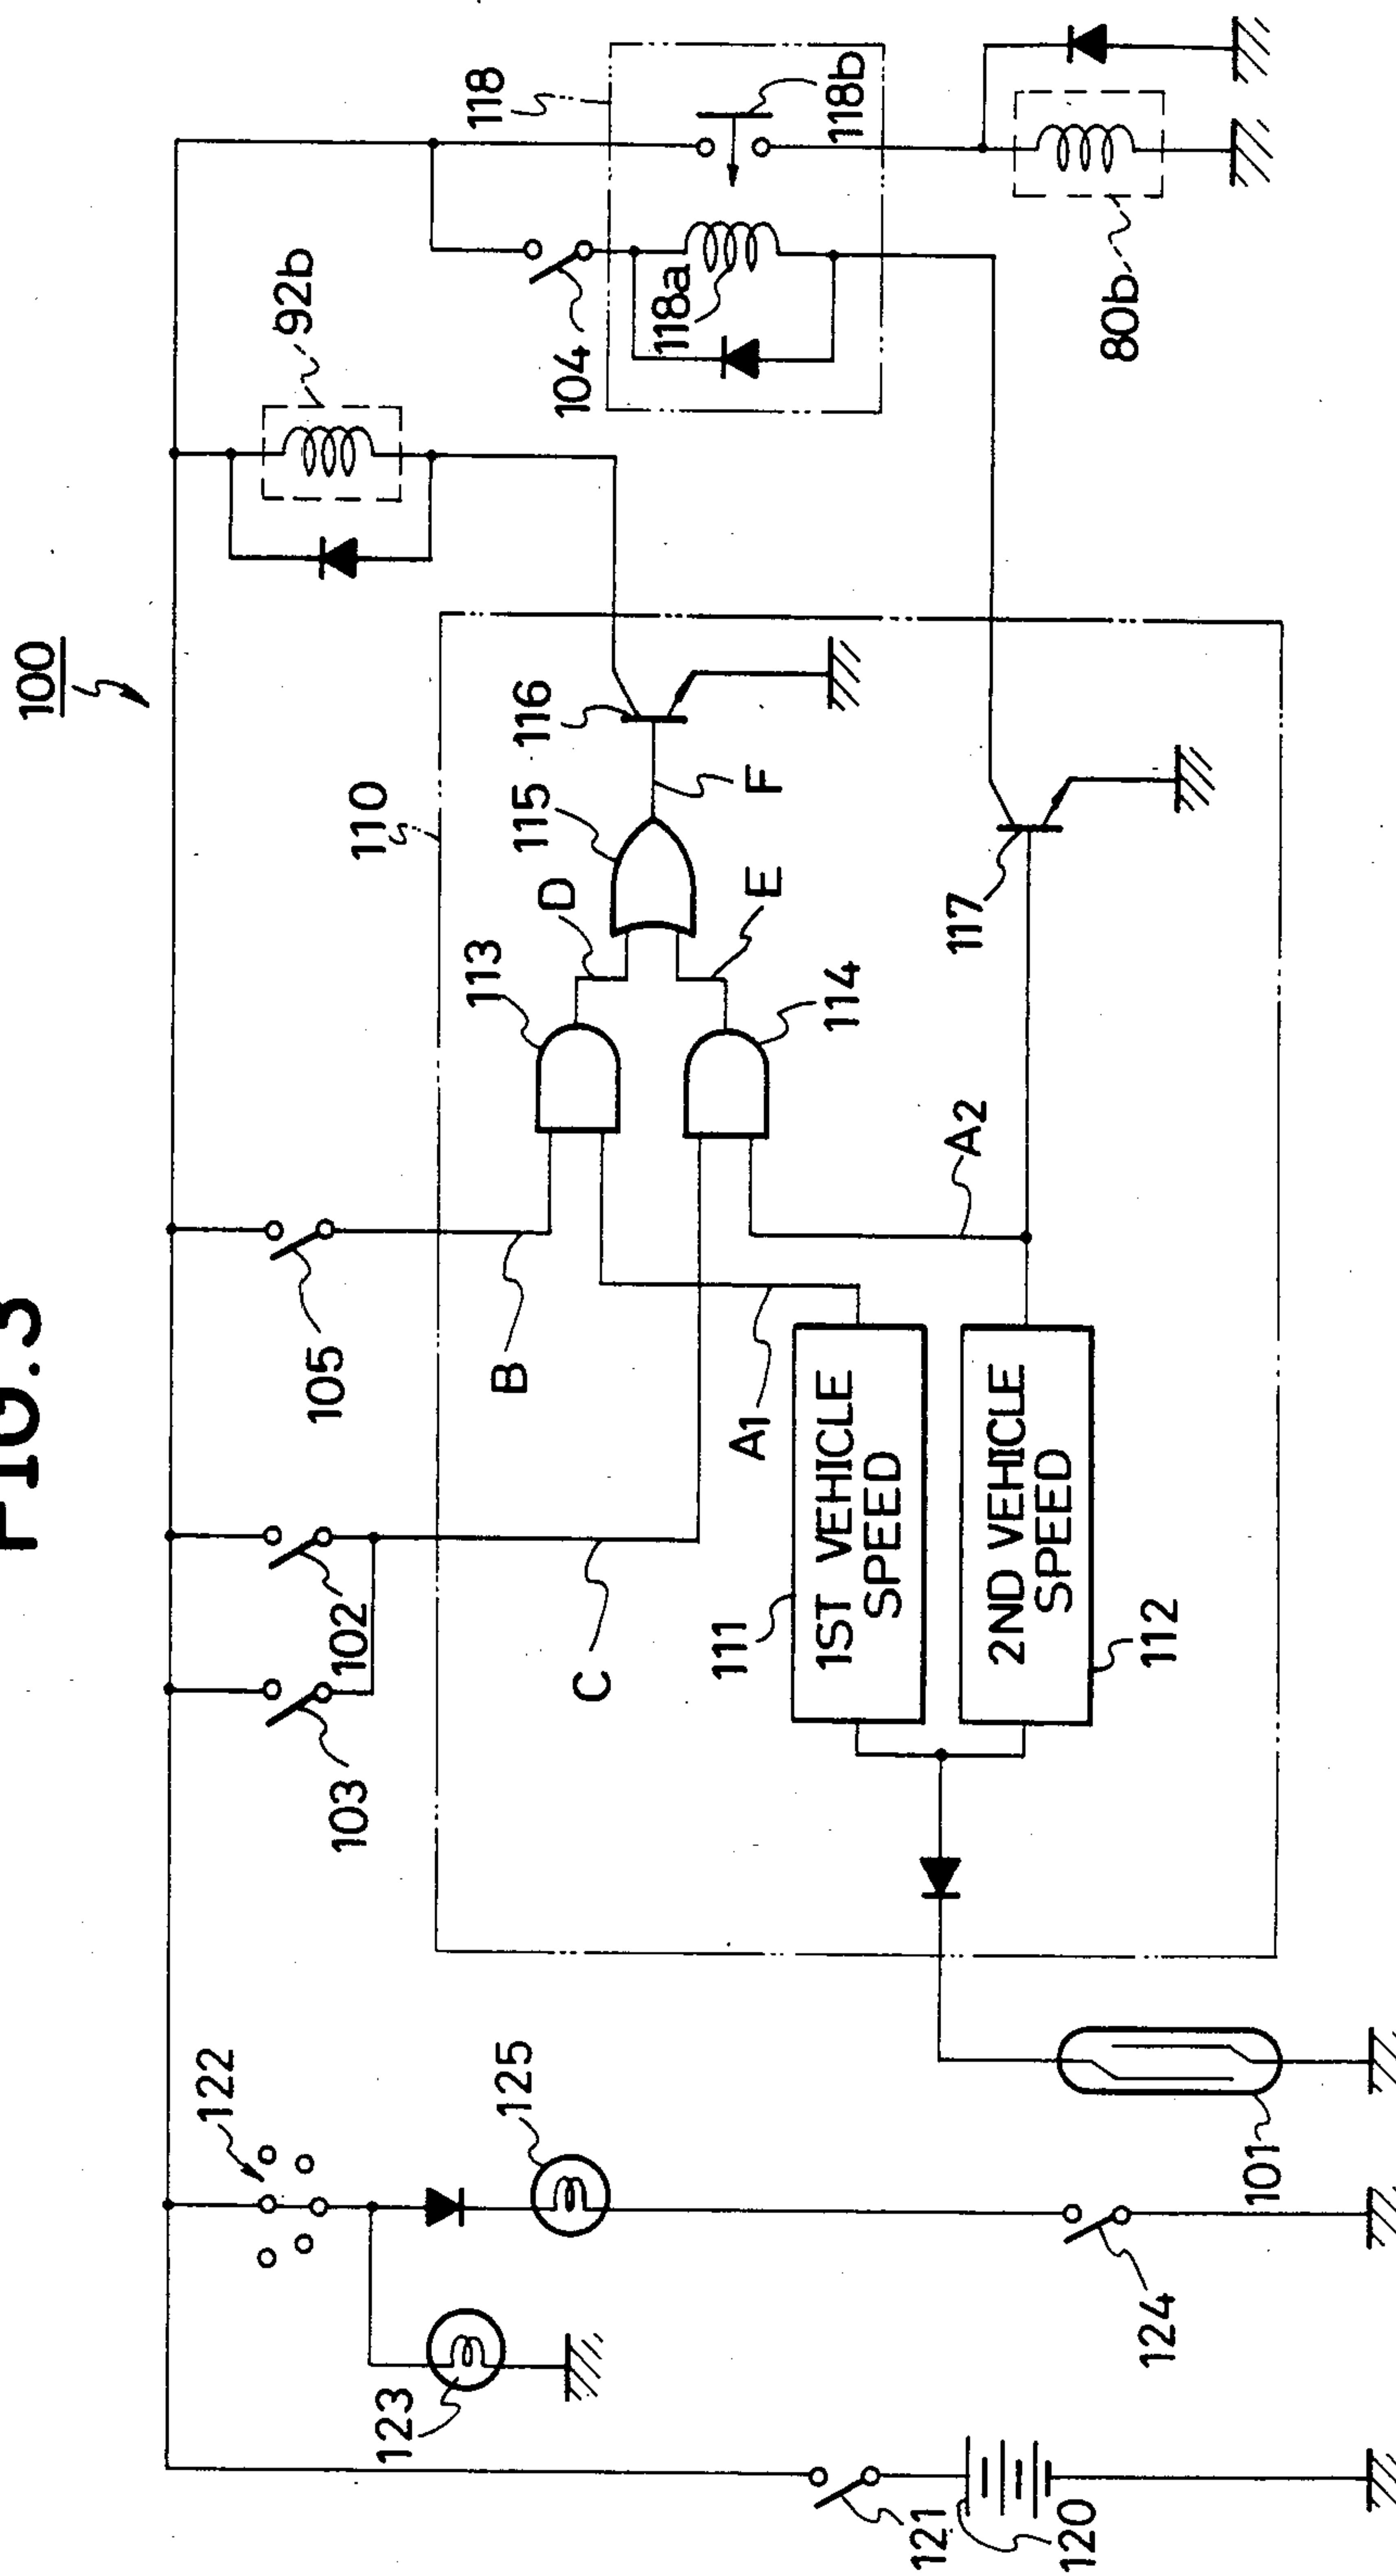 FIG.3
100
122
123
125
121
120
124
101
103
102
105
B
C
110
111
1ST VEHICLE
SPEED
A1
112
2ND VEHICLE
SPEED
A2
113
114
D
E
115
F
116
117
92b
104
118
118a
118b
80b